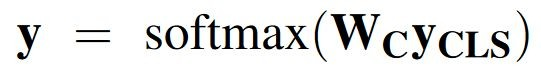 y = softmax(W_C y_CLS)